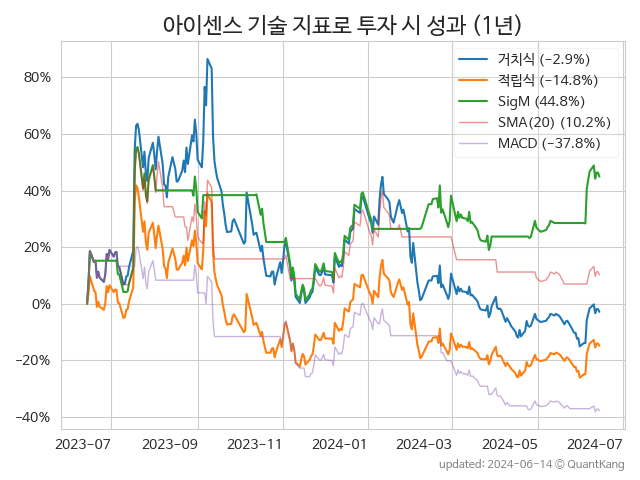 아이센스 기술 지표로 투자 시 성과 (1년)
거치식 (−2.9%)
적립식 (−14.8%)
SigM (44.8%)
SMA(20) (10.2%)
MACD (−37.8%)
80%
60%
40%
20%
0%
−20%
−40%
2023-07 2023-09 2023-11 2024-01 2024-03 2024-05 2024-07
updated: 2024-06-14 © QuantKang